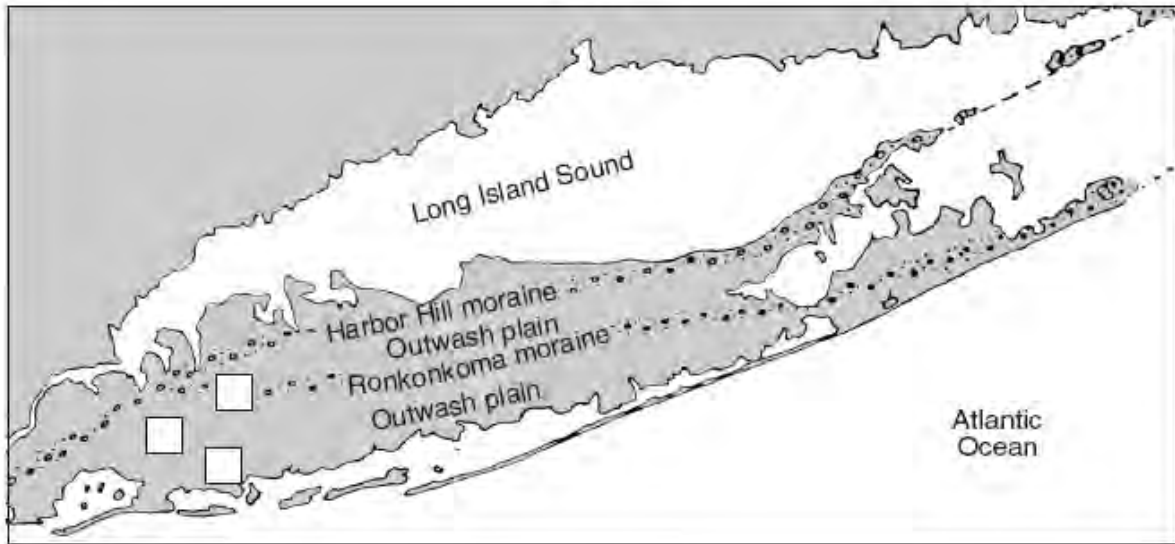 Long Island Sound
Harbor Hill moraine
Outwash plain
Ronkonkoma moraine
Outwash plain
Atlantic
Ocean